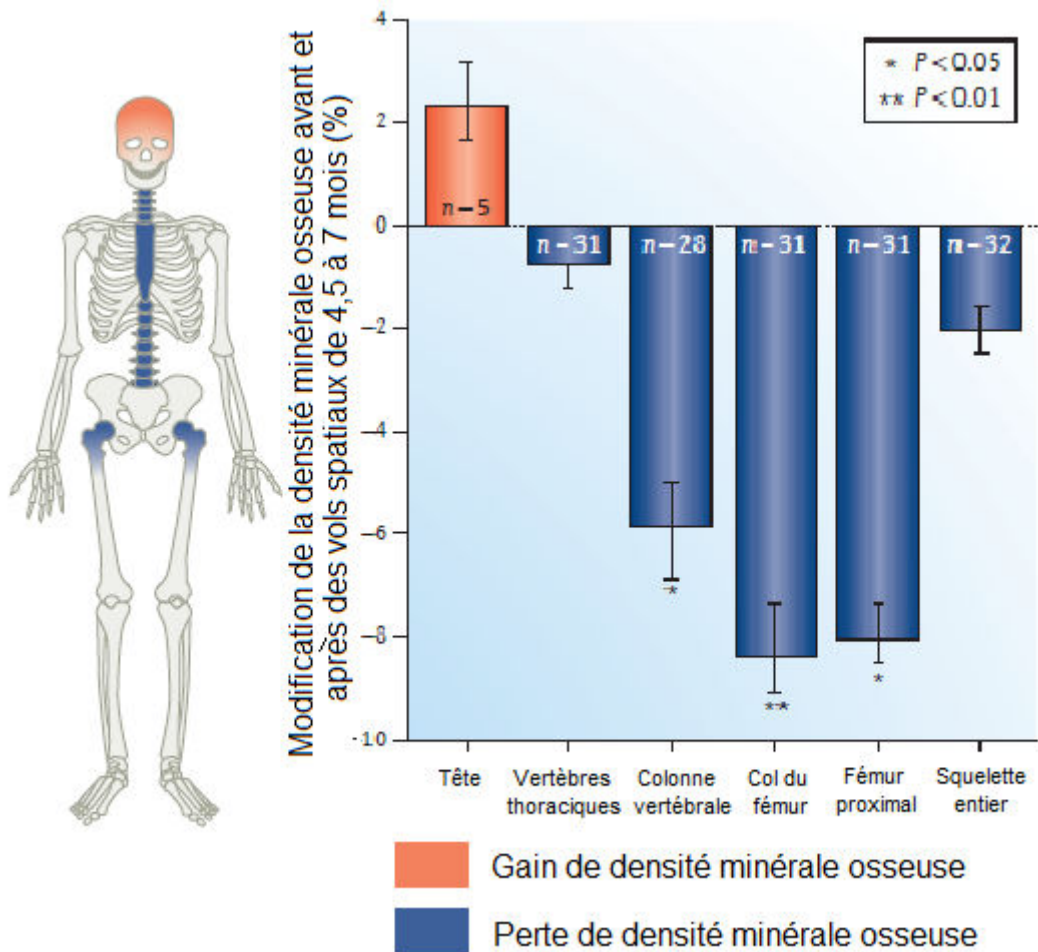 Modification de la densité minérale osseuse avant et
après des vols spatiaux de 4,5 à 7 mois (%)
4
2
0
-2
-4
-6
-8
-10
* P<0.05
** P<0.01
n-5
n-31
n-28
n-31
n-31
n-32
*
**
*
Tête
Vertèbres
thoraciques
Colonne
vertébrale
Col du
fémur
Fémur
proximal
Squelette
entier
Gain de densité minérale osseuse
Perte de densité minérale osseuse